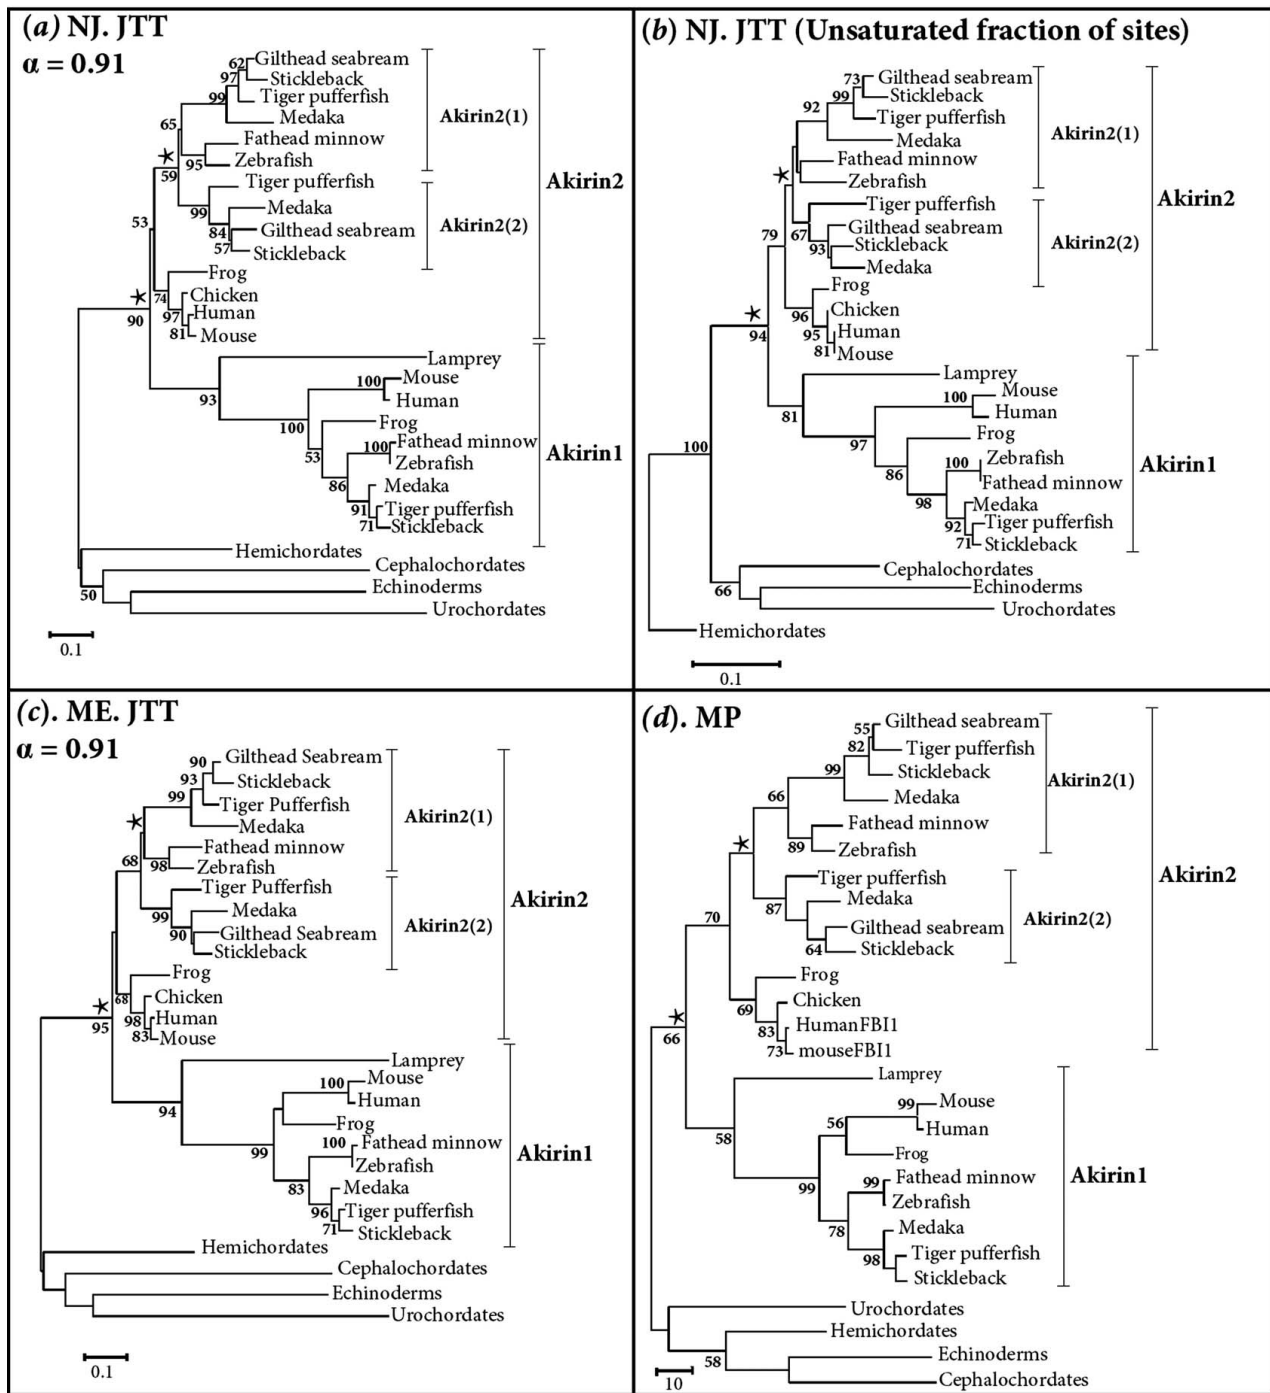 (a) NJ. JTT
α = 0.91
62
Gilthead seabream
97
Stickleback
99
Tiger pufferfish
Medaka
Akirin2(1)
65
Fathead minnow
95
Zebrafish
59
Tiger pufferfish
Akirin2
99
Medaka
53
84
Gilthead seabream
Akirin2(2)
57
Stickleback
Frog
74
Chicken
97
Human
90
81
Mouse
Lamprey
100
Mouse
93
Human
100
Frog
53
100
Fathead minnow
Akirin1
Zebrafish
86
Medaka
91
Tiger pufferfish
71
Stickleback
Hemichordates
Cephalochordates
50
Echinoderms
Urochordates
0.1
(b) NJ. JTT (Unsaturated fraction of sites)
73
Gilthead seabream
99
Stickleback
92
Tiger pufferfish
Akirin2(1)
Medaka
Fathead minnow
Zebrafish
Akirin2
Tiger pufferfish
79
67
Gilthead seabream
93
Stickleback
Akirin2(2)
Medaka
Frog
96
Chicken
95
Human
94
81
Mouse
Lamprey
100
Mouse
81
Human
97
Frog
100
Zebrafish
Akirin1
86
Fathead minnow
98
Medaka
92
Tiger pufferfish
71
Stickleback
100
Cephalochordates
66
Echinoderms
Urochordates
Hemichordates
0.1
(c). ME. JTT
α = 0.91
90
Gilthead Seabream
93
Stickleback
99
Tiger Pufferfish
Akirin2(1)
Medaka
Fathead minnow
68
98
Zebrafish
Tiger Pufferfish
Akirin2
99
Medaka
90
Gilthead Seabream
Akirin2(2)
Stickleback
Frog
68
Chicken
98
Human
95
83
Mouse
Lamprey
100
Mouse
94
Human
Frog
99
100
Fathead minnow
Akirin1
Zebrafish
83
Medaka
96
Tiger pufferfish
71
Stickleback
Hemichordates
Cephalochordates
Echinoderms
Urochordates
0.1
(d). MP
55
Gilthead seabream
82
Tiger pufferfish
99
Stickleback
Akirin2(1)
66
Medaka
Fathead minnow
89
Zebrafish
Akirin2
Tiger pufferfish
87
Medaka
70
Gilthead seabream
Akirin2(2)
64
Stickleback
Frog
69
Chicken
83
HumanFBI1
66
73
mouseFBI1
Lamprey
99
Mouse
58
56
Human
Frog
99
99
Fathead minnow
Akirin1
Zebrafish
78
Medaka
98
Tiger pufferfish
Stickleback
Urochordates
Hemichordates
58
Echinoderms
Cephalochordates
10